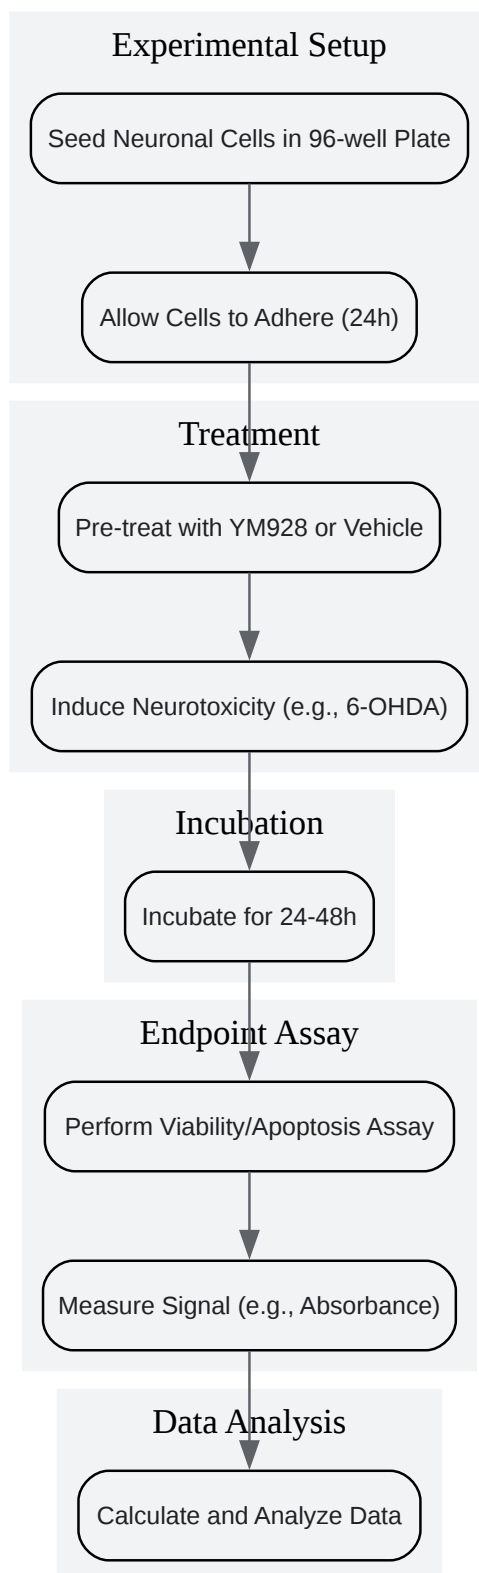 Experimental Setup
Seed Neuronal Cells in 96-well Plate
Allow Cells to Adhere (24h)
Treatment
Pre-treat with YM928 or Vehicle
Induce Neurotoxicity (e.g., 6-OHDA)
Incubation
Incubate for 24-48h
Endpoint Assay
Perform Viability/Apoptosis Assay
Measure Signal (e.g., Absorbance)
Data Analysis
Calculate and Analyze Data